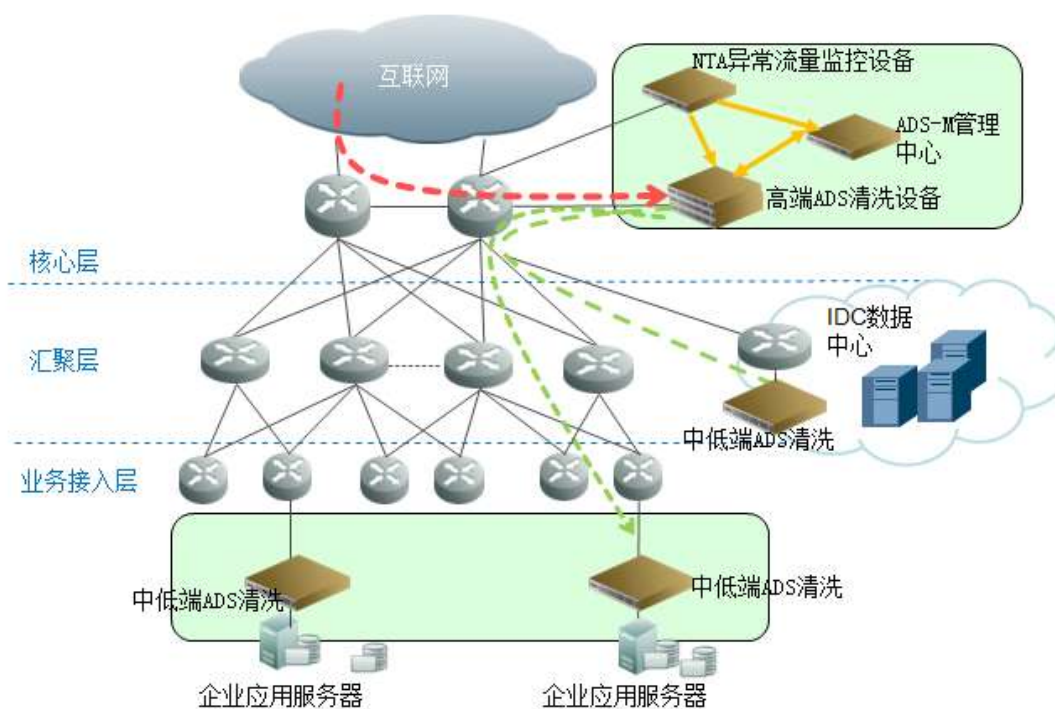 互联网
NTA异常流量监控设备
ADS-M管理
中心
高端ADS清洗设备
核心层
IDC数据
中心
汇聚层
中低端ADS清洗
业务接入层
中低端ADS清洗
中低端ADS清洗
企业应用服务器
企业应用服务器